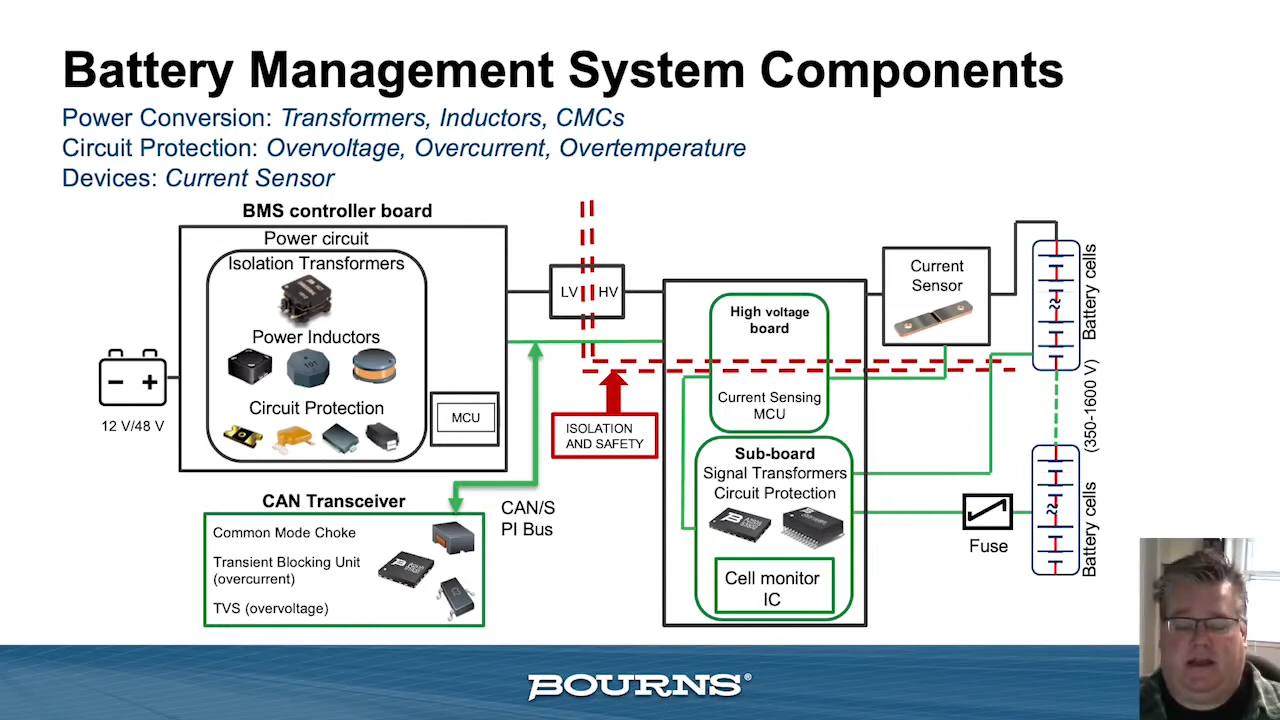 Battery Management System Components
Power Conversion: Transformers, Inductors, CMCs
Circuit Protection: Overvoltage, Overcurrent, Overtemperature
Devices: Current Sensor
BMS controller board
Power circuit
Isolation Transformers
Power Inductors
101
Circuit Protection
MCU
12 V/48 V
LV
HV
ISOLATION
AND SAFETY
CAN Transceiver
Common Mode Choke
Transient Blocking Unit
(overcurrent)
TVS (overvoltage)
CAN/S
PI Bus
High voltage
board
Current Sensing
MCU
Sub-board
Signal Transformers
Circuit Protection
Cell monitor
IC
Current
Sensor
Fuse
Battery cells
(350-1600 V)
Battery cells
BOURNS®